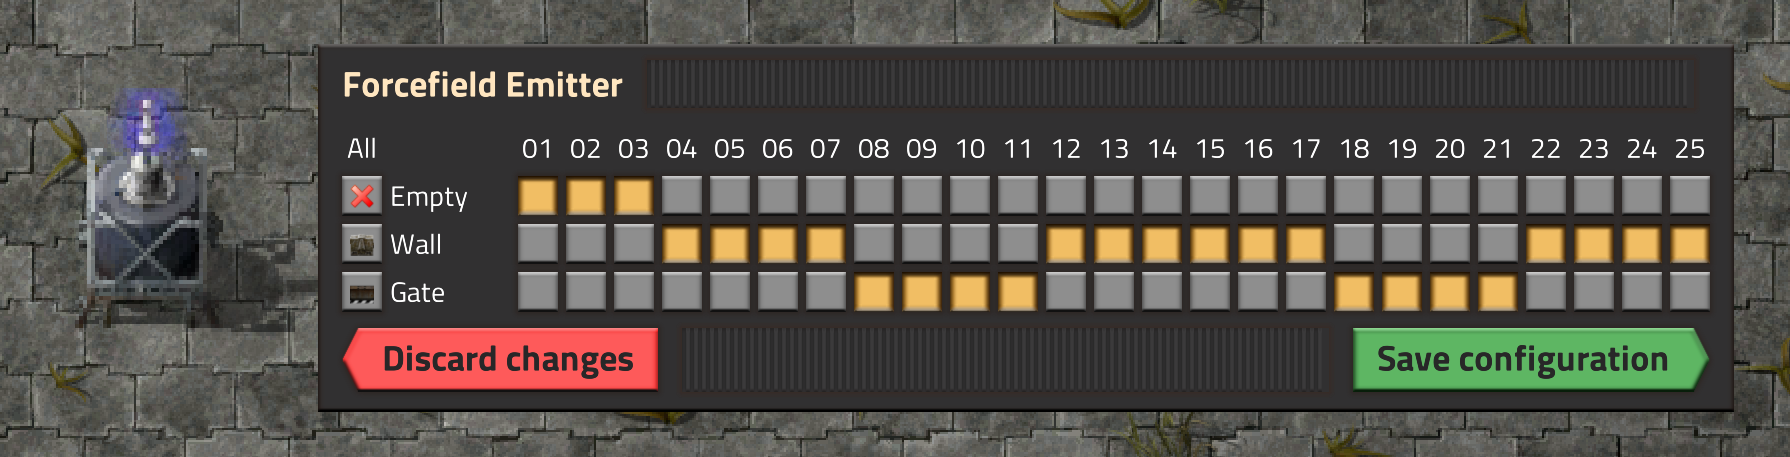 Forcefield Emitter
All 01 02 03 04 05 06 07 08 09 10 11 12 13 14 15 16 17 18 19 20 21 22 23 24 25
Empty
Wall
Gate
Discard changes Save configuration